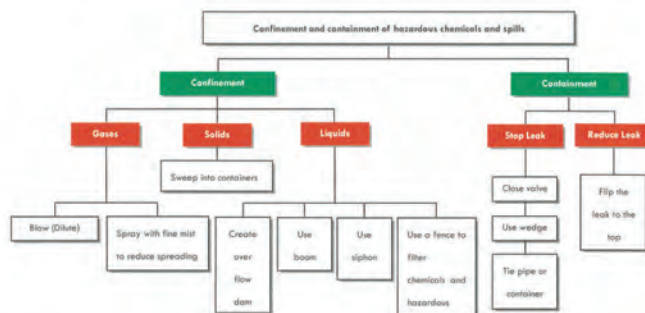 Confinement and containment of hazardous chemicals and spills
Confinement
Containment
Gases
Solids
Liquids
Stop Leak
Reduce Leak
Sweep into containers
Close valve
Flip the
leak to the
top
Blow (Dilute)
Spray with fine mist
to reduce spreading
Create
over
flow
dam
Use
boom
Use
siphon
Use a fence to
filter
chemicals and
hazardous
Use wedge
Tie pipe or
container